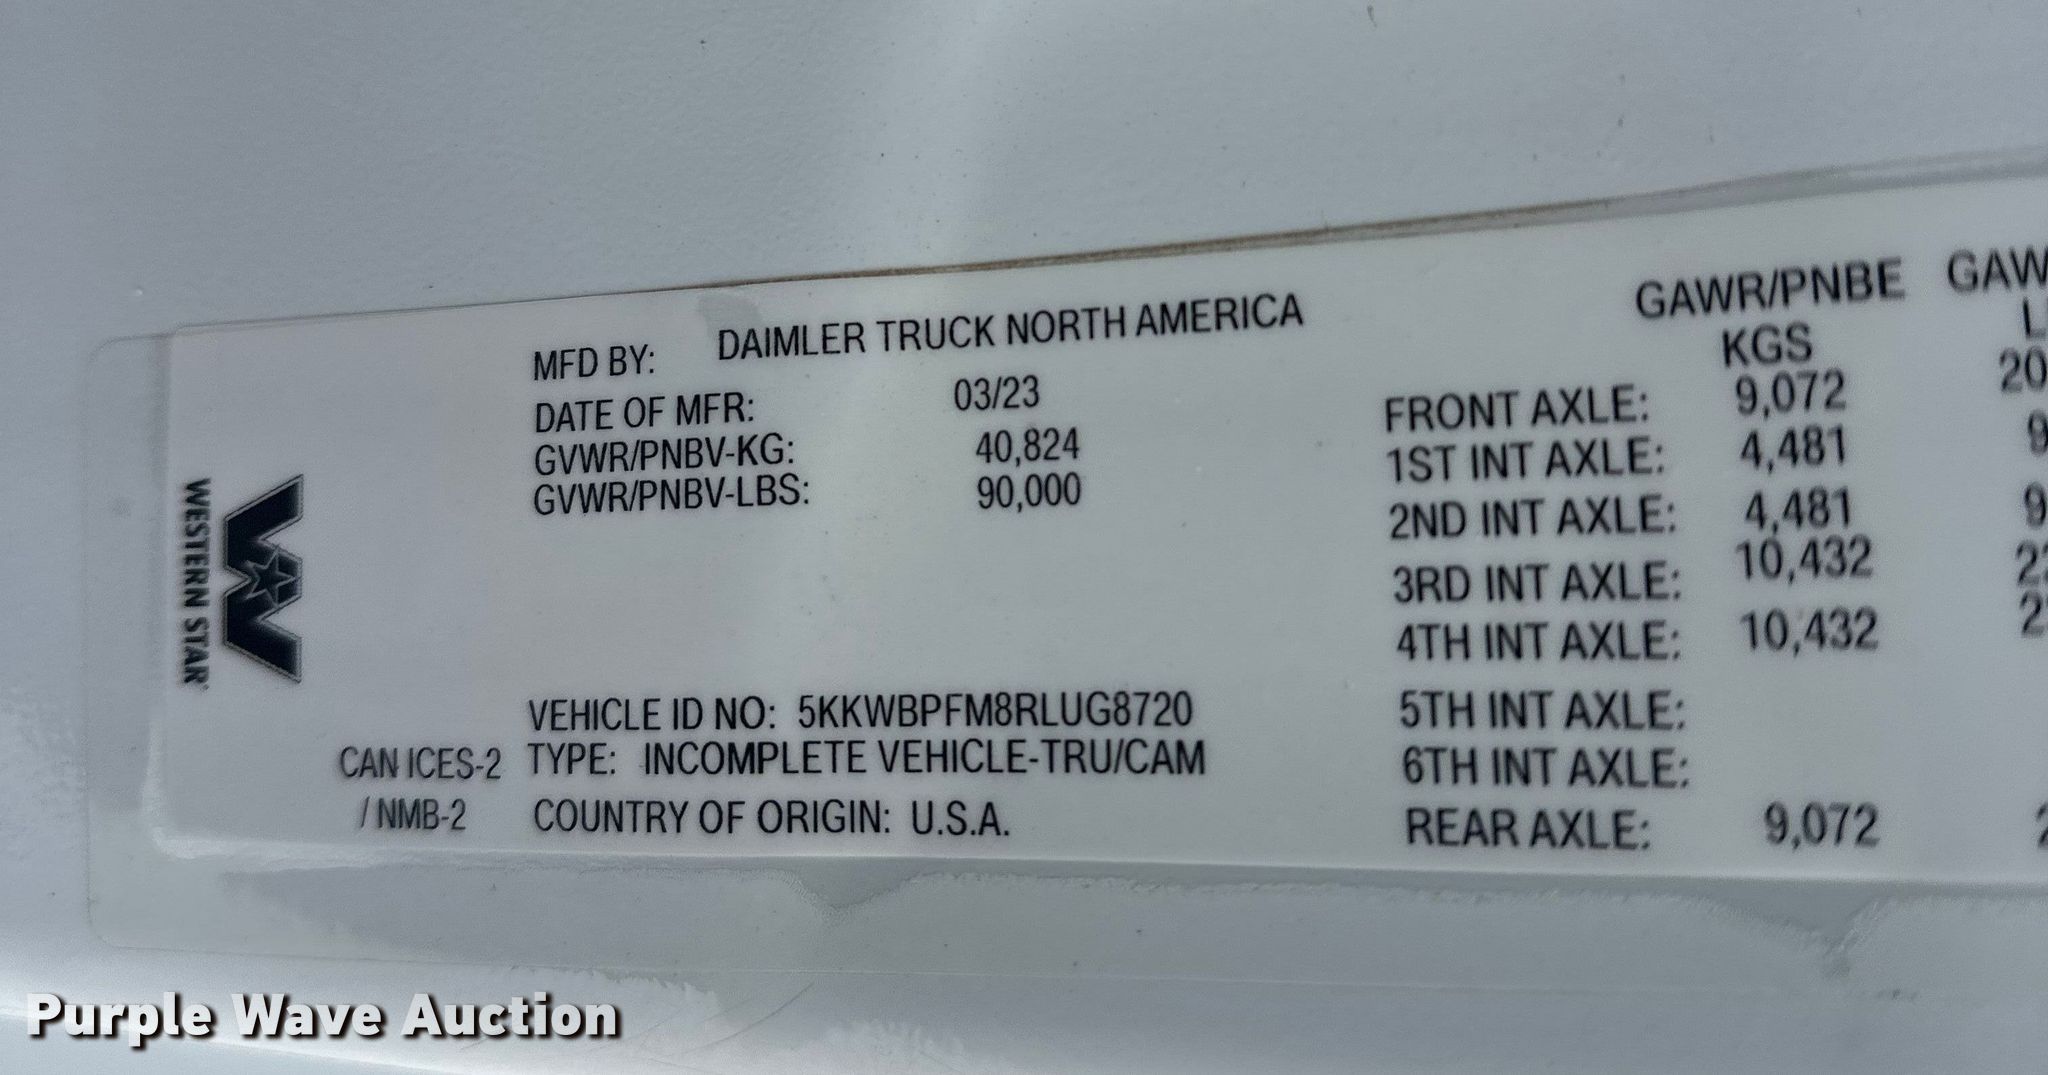 WESTERN STAR
MFD BY: DAIMLER TRUCK NORTH AMERICA
DATE OF MFR: 03/23
GVWR/PNBV-KG: 40,824
GVWR/PNBV-LBS: 90,000
VEHICLE ID NO: 5KKWBPFM8RLUG8720
CAN ICES-2 TYPE: INCOMPLETE VEHICLE-TRU/CAM
/ NMB-2 COUNTRY OF ORIGIN: U.S.A.
GAWR/PNBE
KGS
FRONT AXLE: 9,072
1ST INT AXLE: 4,481
2ND INT AXLE: 4,481
3RD INT AXLE: 10,432
4TH INT AXLE: 10,432
5TH INT AXLE:
6TH INT AXLE:
REAR AXLE: 9,072
Purple Wave Auction